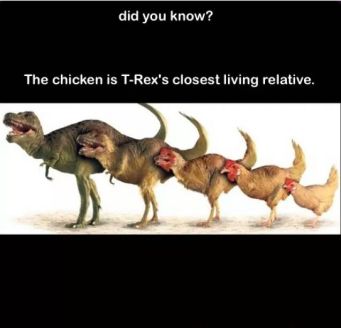 did you know?
The chicken is T-Rex's closest living relative.